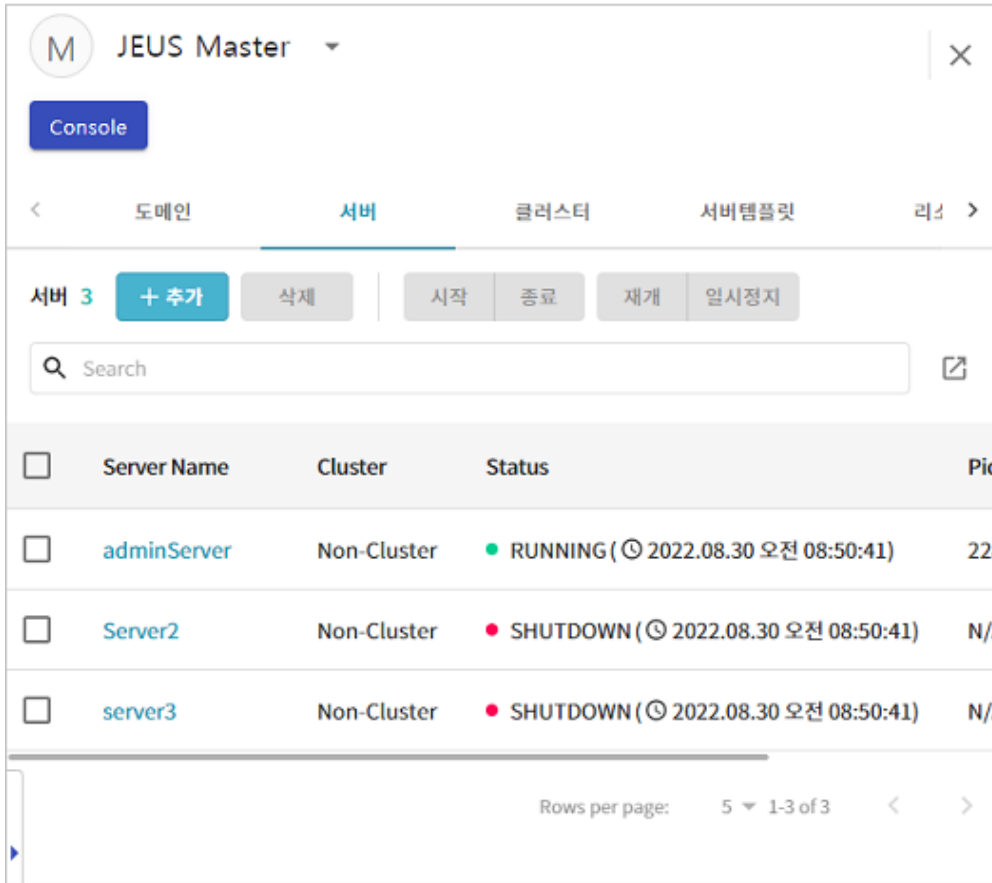 M JEUS Master
Console
도메인 서버 클러스터 서버템플릿
서버 3 + 추가 삭제 시작 종료 재개 일시정지
Search
Server Name Cluster Status
adminServer Non-Cluster RUNNING ( 2022.08.30 오전 08:50:41) 22
Server2 Non-Cluster SHUTDOWN ( 2022.08.30 오전 08:50:41) N/
server3 Non-Cluster SHUTDOWN ( 2022.08.30 오전 08:50:41) N/
Rows per page: 5 1-3 of 3